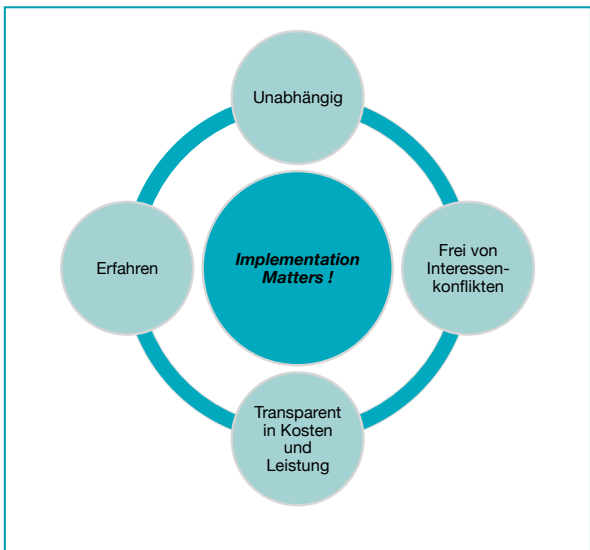 Unabhängig
Erfahren
Implementation
Matters !
Frei von
Interessen-
konflikten
Transparent
in Kosten
und
Leistung